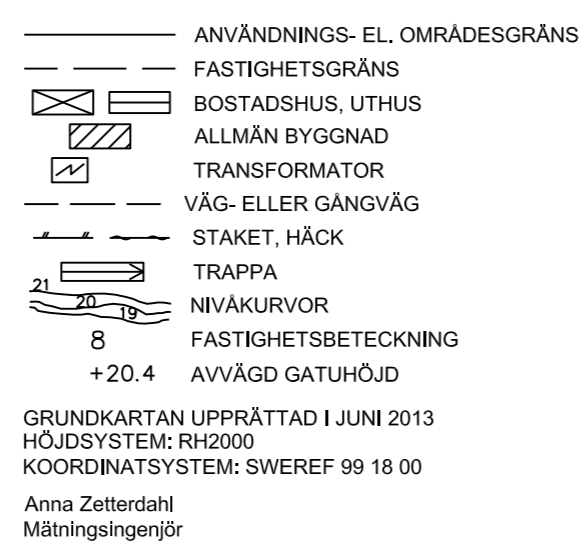 ANVÄNDNINGS- EL. OMRÅDESGRÄNS
FASTIGHETSGRÄNS
BOSTADSHUS, UTHUS
ALLMÄN BYGGNAD
TRANSFORMATOR
VÄG- ELLER GÅNGVÄG
STAKET, HÄCK
TRAPPA
21 20 19 NIVÅKURVOR
8 FASTIGHETSBETECKNING
+20.4 AVVÄGD GATUHÖJD
GRUNDKARTAN UPPRÄTTAD I JUNI 2013
HÖJDSYSTEM: RH2000
KOORDINATSYSTEM: SWEREF 99 18 00
Anna Zetterdahl
Mätningsingenjör